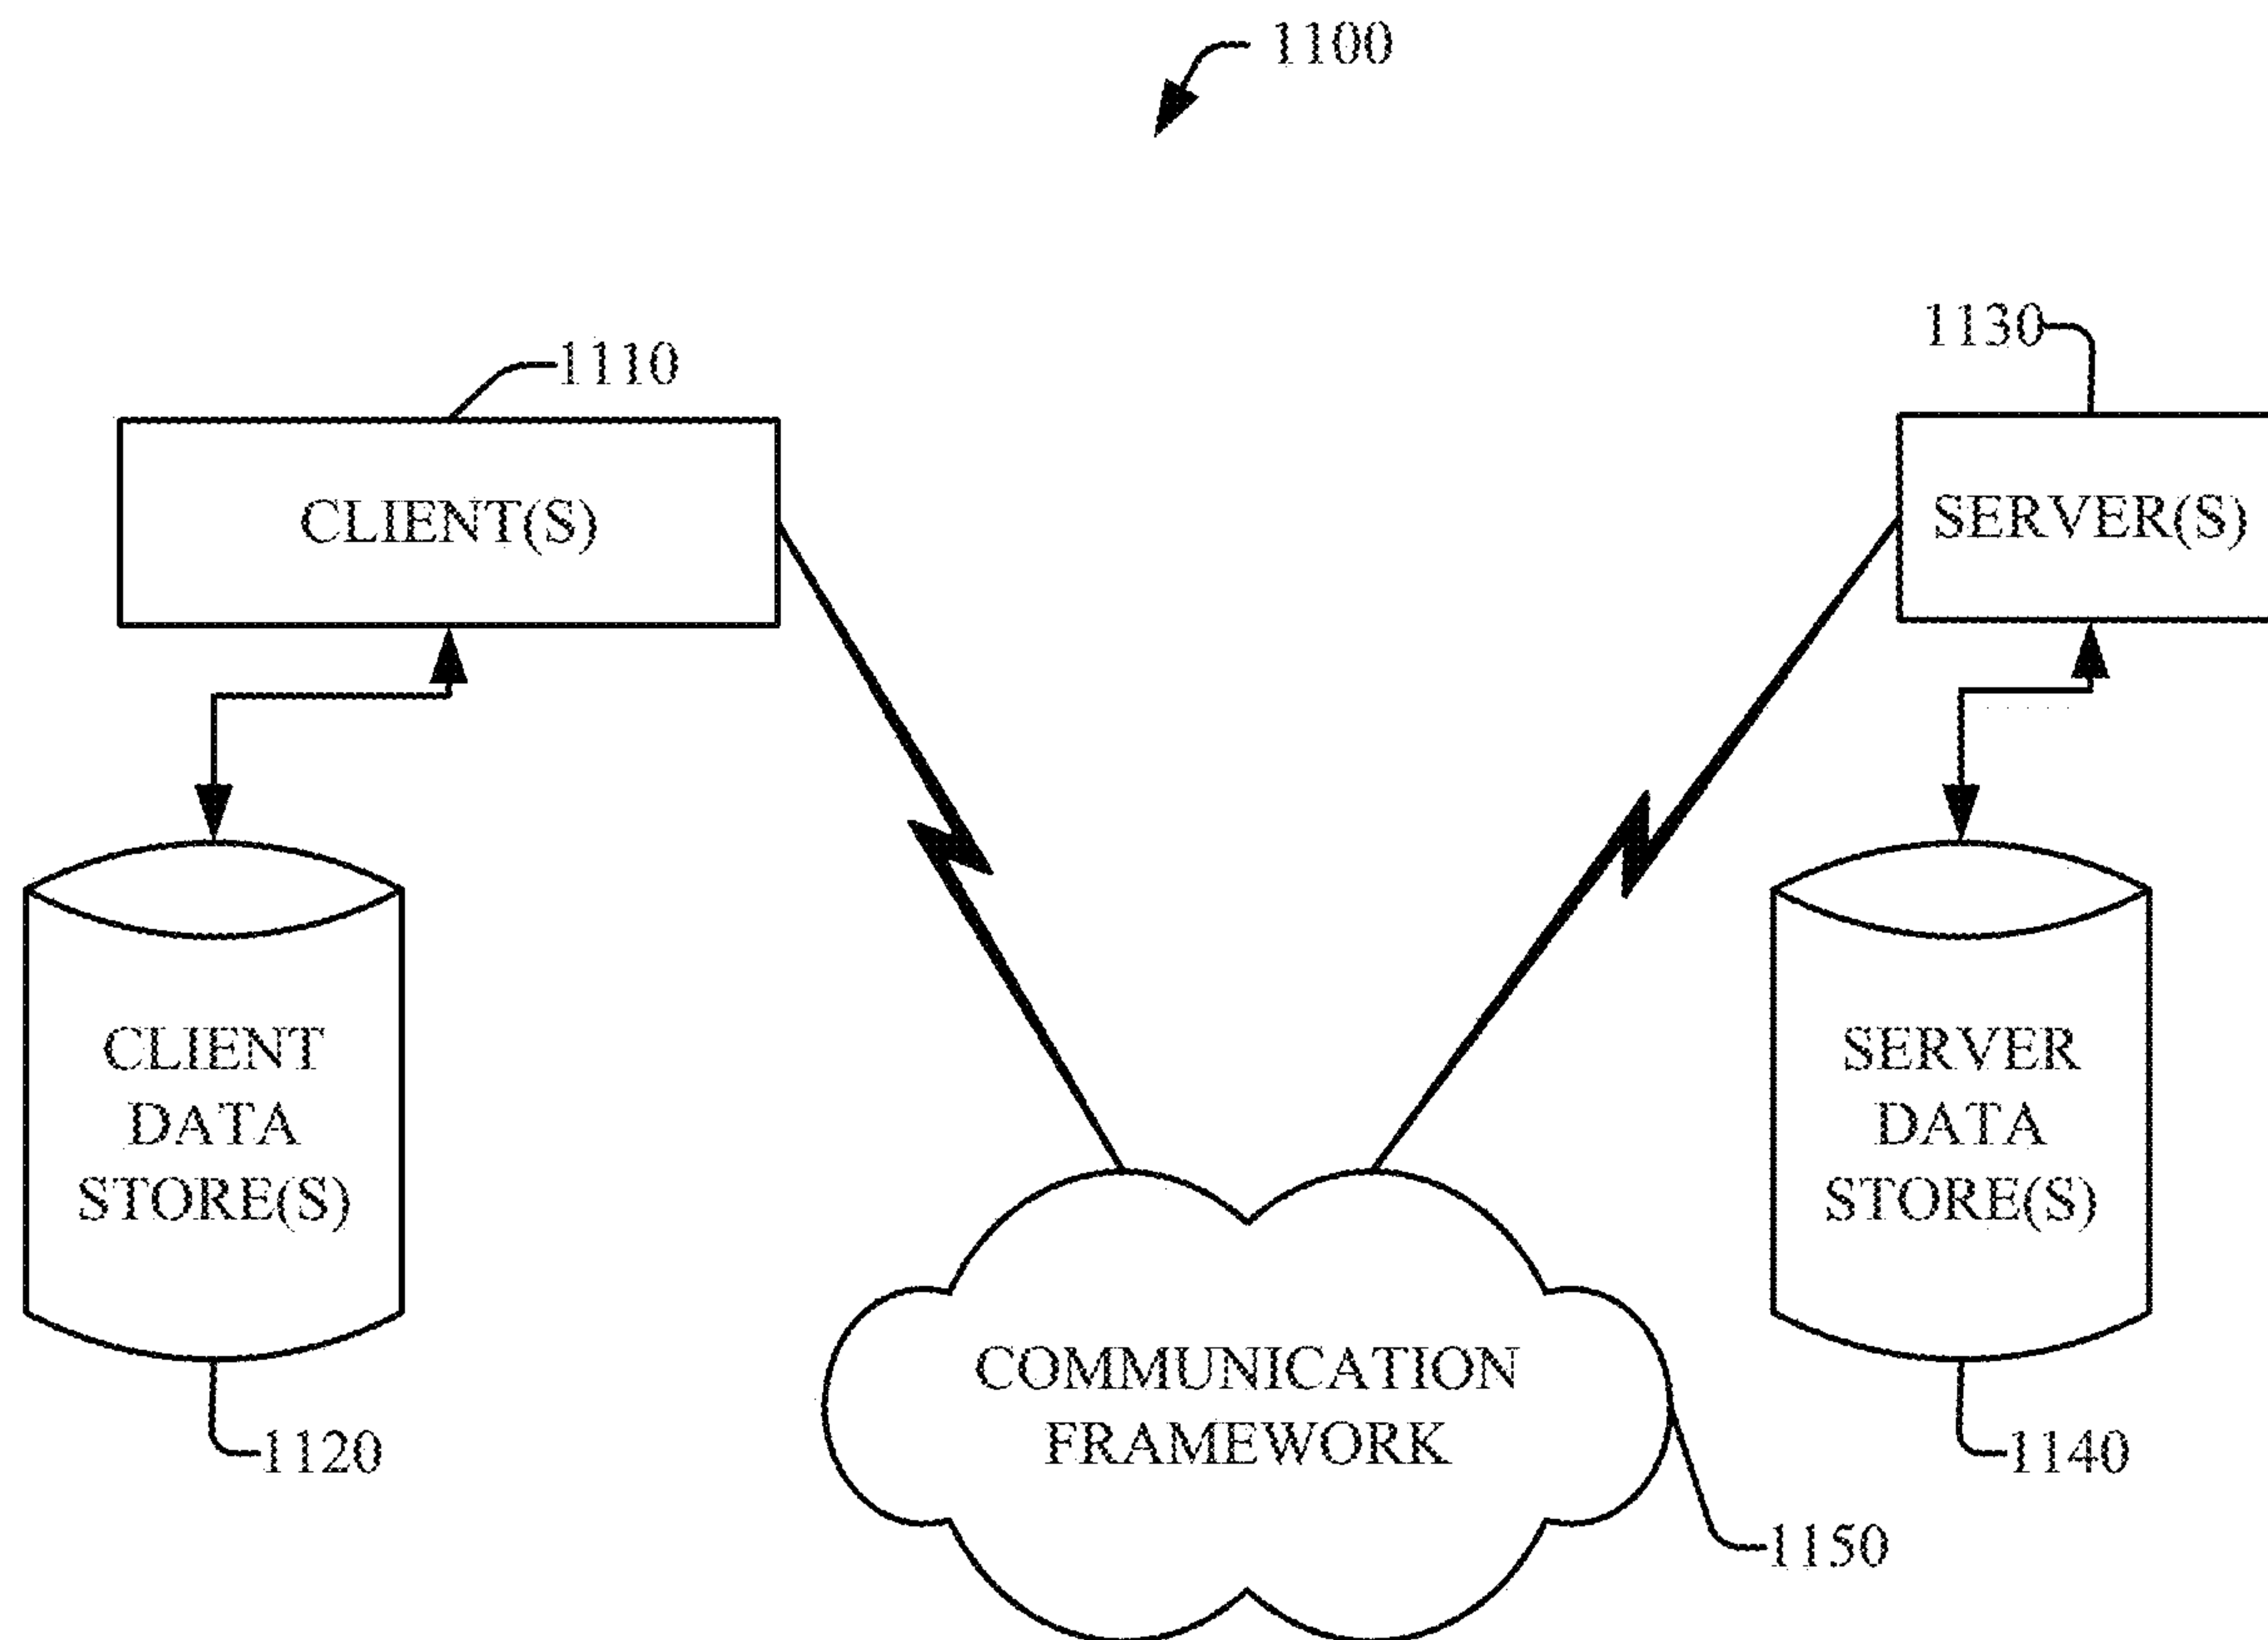 1100
1130
1110
CLIENT(S)
SERVER(S)
CLIENT
DATA
STORE(S)
SERVER
DATA
STORE(S)
COMMUNICATION
FRAMEWORK
1120
1140
1150